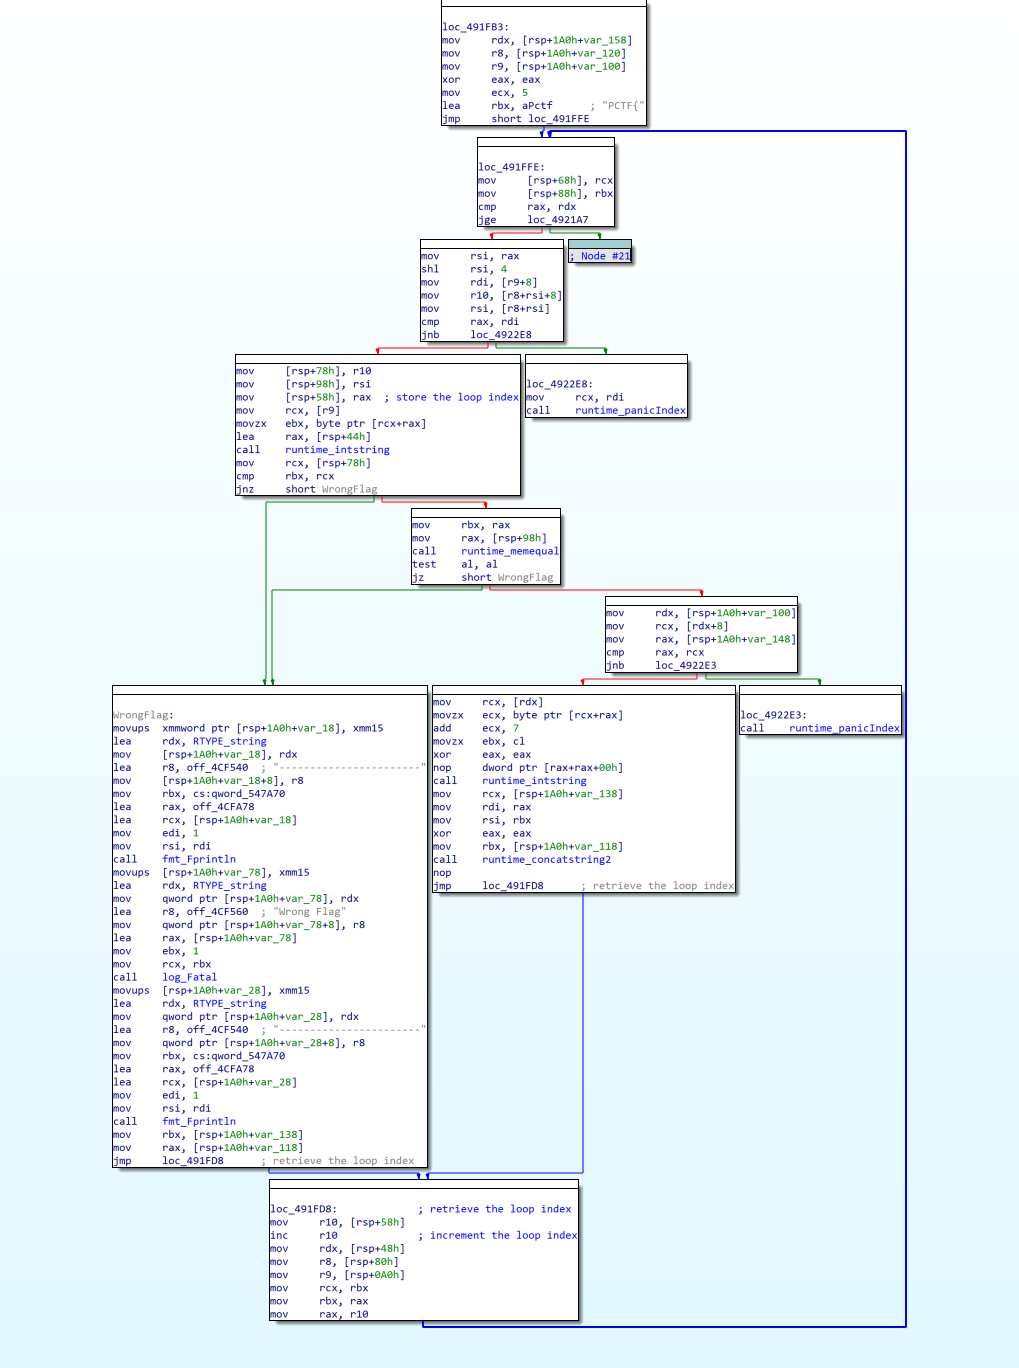 loc_491FB3:
mov rdx, [rsp+1A0h+var_158]
mov r8, [rsp+1A0h+var_120]
mov r9, [rsp+1A0h+var_100]
xor eax, eax
mov ecx, 5
lea rbx, aPctf ; "PCTF{"
jmp short loc_491FFE
loc_491FFE:
mov [rsp+68h], rcx
mov [rsp+88h], rbx
cmp rax, rdx
jge loc_4921A7
; Node #21
mov rsi, rax
shl rsi, 4
mov rdi, [r9+8]
mov r10, [r8+rsi+8]
mov rsi, [r8+rsi]
cmp rax, rdi
jnb loc_4922E8
mov [rsp+78h], r10
mov [rsp+98h], rsi
mov [rsp+58h], rax ; store the loop index
mov rcx, [r9]
movzx ebx, byte ptr [rcx+rax]
lea rax, [rsp+44h]
call runtime_intstring
mov rcx, [rsp+78h]
cmp rbx, rcx
jnz short WrongFlag
loc_4922E8:
mov rcx, rdi
call runtime_panicIndex
mov rbx, rax
mov rax, [rsp+98h]
call runtime_memequal
test al, al
jz short WrongFlag
mov rdx, [rsp+1A0h+var_100]
mov rcx, [rdx+8]
mov rax, [rsp+1A0h+var_148]
cmp rax, rcx
jnb loc_4922E3
WrongFlag:
movups xmmword ptr [rsp+1A0h+var_18], xmm15
lea rdx, RTYPE_string
mov [rsp+1A0h+var_18], rdx
lea r8, off_4CF540 ; "-----------------------"
mov [rsp+1A0h+var_18+8], r8
mov rbx, cs:qword_547A70
lea rax, off_4CFA78
lea rcx, [rsp+1A0h+var_18]
mov edi, 1
mov rsi, rdi
call fmt_Fprintln
movups [rsp+1A0h+var_78], xmm15
lea rdx, RTYPE_string
mov qword ptr [rsp+1A0h+var_78], rdx
lea r8, off_4CF560 ; "Wrong Flag"
mov qword ptr [rsp+1A0h+var_78+8], r8
lea rax, [rsp+1A0h+var_78]
mov ebx, 1
mov rcx, rbx
call log_Fatal
movups [rsp+1A0h+var_28], xmm15
lea rdx, RTYPE_string
mov qword ptr [rsp+1A0h+var_28], rdx
lea r8, off_4CF540 ; "-----------------------"
mov qword ptr [rsp+1A0h+var_28+8], r8
mov rbx, cs:qword_547A70
lea rax, off_4CFA78
lea rcx, [rsp+1A0h+var_28]
mov edi, 1
mov rsi, rdi
call fmt_Fprintln
mov rbx, [rsp+1A0h+var_138]
mov rax, [rsp+1A0h+var_118]
jmp loc_491FD8 ; retrieve the loop index
mov rcx, [rdx]
movzx ecx, byte ptr [rcx+rax]
add ecx, 7
movzx ebx, cl
xor eax, eax
nop dword ptr [rax+rax+00h]
call runtime_intstring
mov rcx, [rsp+1A0h+var_138]
mov rdi, rax
mov rsi, rbx
xor eax, eax
mov rbx, [rsp+1A0h+var_118]
call runtime_concatstring2
nop
jmp loc_491FD8 ; retrieve the loop index
loc_4922E3:
call runtime_panicIndex
loc_491FD8: ; retrieve the loop index
mov r10, [rsp+58h]
inc r10 ; increment the loop index
mov rdx, [rsp+48h]
mov r8, [rsp+80h]
mov r9, [rsp+0A0h]
mov rcx, rbx
mov rbx, rax
mov rax, r10